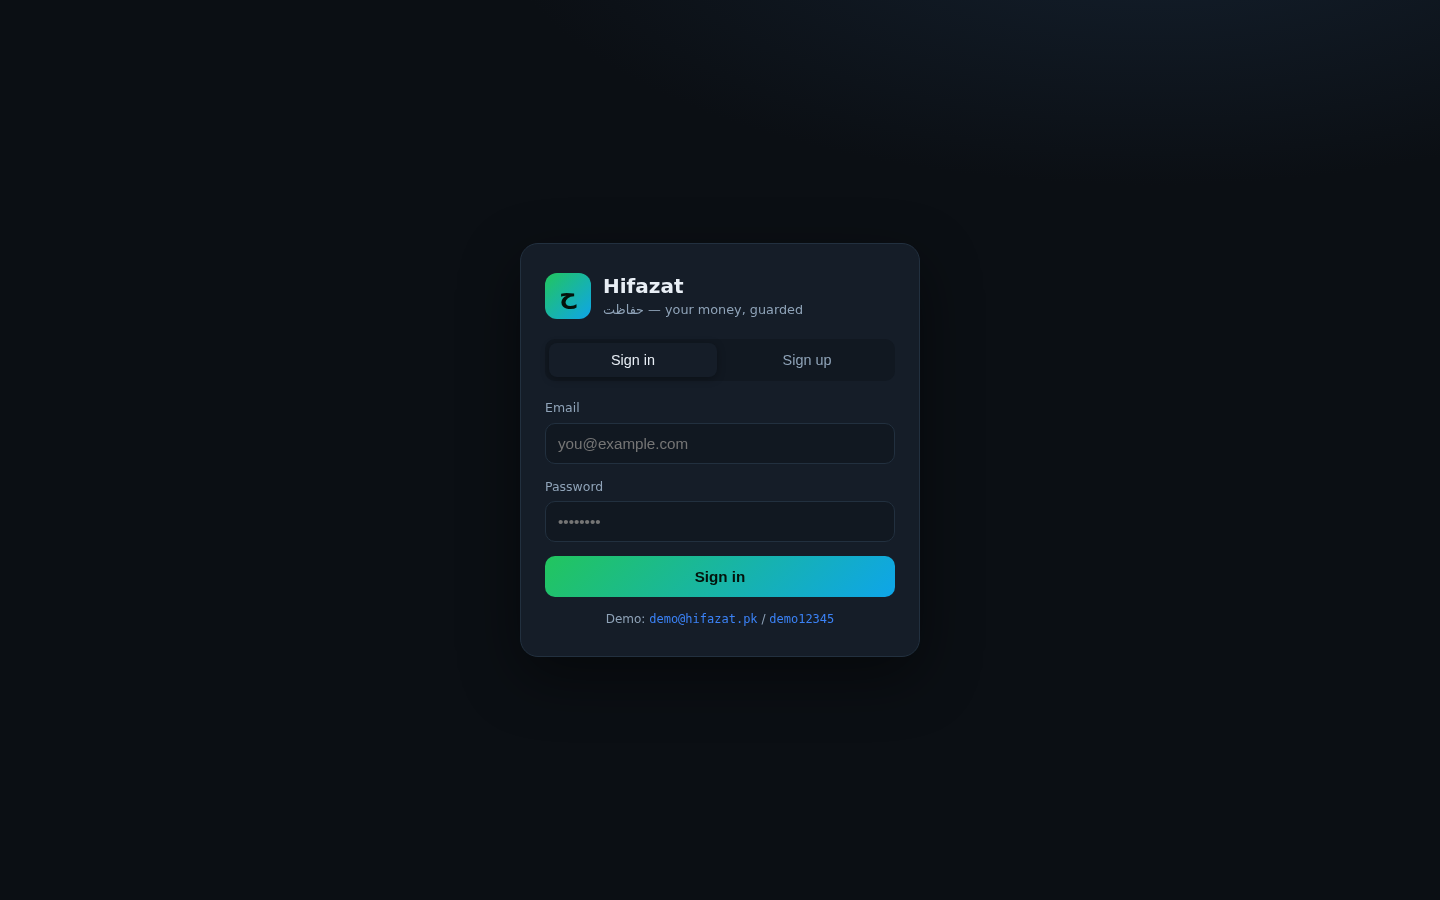 ح
Hifazat
حفاظت — your money, guarded
Sign in
Sign up
Email
you@example.com
Password
••••••••
Sign in
Demo: demo@hifazat.pk / demo12345